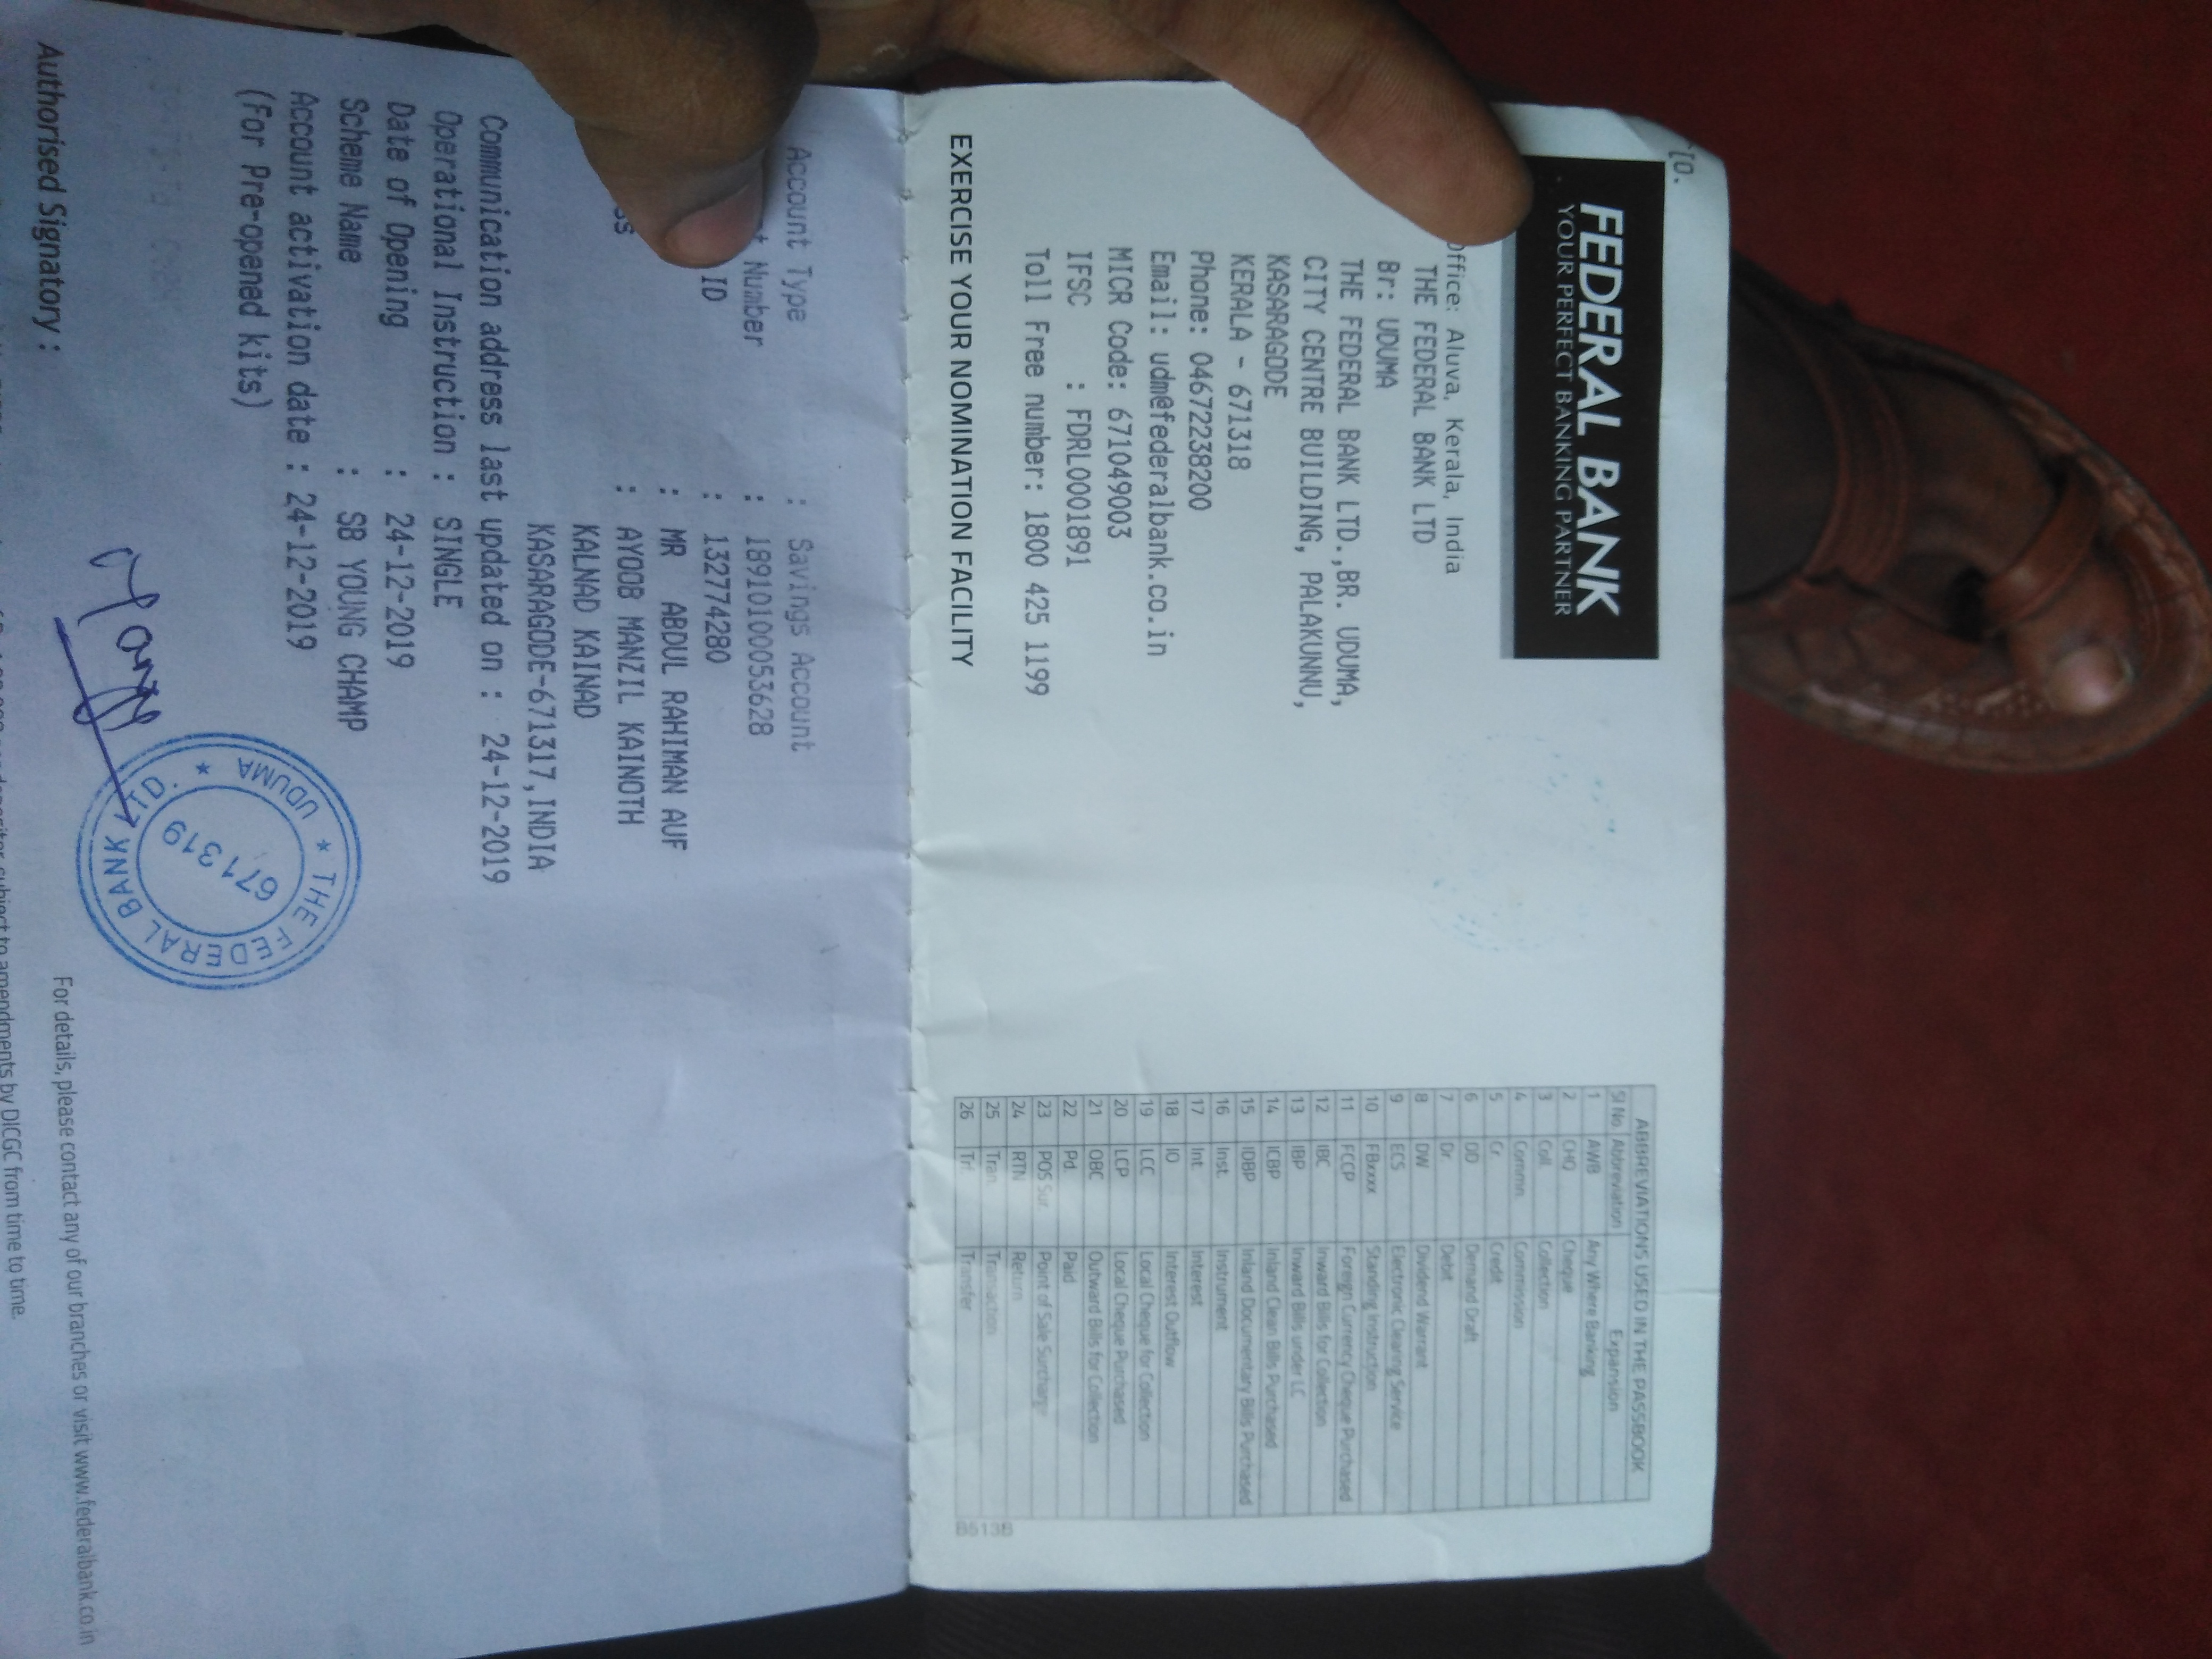 FEDERAL BANK
YOUR PERFECT BANKING PARTNER
Office: Aluva, Kerala, India
THE FEDERAL BANK LTD
Br: UDUMA
THE FEDERAL BANK LTD.,BR. UDUMA,
CITY CENTRE BUILDING, PALAKUNNU,
KASARAGODE
KERALA - 671318
Phone: 04672238200
Email: udm@federalbank.co.in
MICR Code: 671049003
IFSC : FDRL0001891
Toll Free number: 1800 425 1199
EXERCISE YOUR NOMINATION FACILITY
ABBREVIATIONS USED IN THE PASSBOOK
Sl No. Abbreviation Expansion
1 AWB Any Where Banking
2 CHQ Cheque
3 Coll. Collection
4 Commn. Commission
5 Cr. Credit
6 DD Demand Draft
7 Dr. Debit
8 DW Dividend Warrant
9 ECS Electronic Clearing Service
10 FBxxxx Standing Instruction
11 FCCP Foreign Currency Cheque Purchased
12 IBC Inward Bills for Collection
13 IBP Inward Bills under LC
14 ICBP Inland Clean Bills Purchased
15 IDBP Inland Documentary Bills Purchased
16 Inst. Instrument
17 Int. Interest
18 IO Interest Outflow
19 LCC Local Cheque for Collection
20 LCP Local Cheque Purchased
21 OBC Outward Bills for Collection
22 Pd. Paid
23 POS Sur. Point of Sale Surcharge
24 RTN Return
25 Tran Transaction
26 Trf Transfer
B513B
Account Type : Savings Account
Number : 18910100053628
ID : 132774280
: MR ABDUL RAHIMAN AUF
: AYOOB MANZIL KAINOTH
KALNAD KAINAD
KASARAGODE-671317,INDIA
Communication address last updated on : 24-12-2019
Operational Instruction : SINGLE
Date of Opening : 24-12-2019
Scheme Name : SB YOUNG CHAMP
Account activation date : 24-12-2019
(For Pre-opened kits)
Authorised Signatory :
THE FEDERAL BANK LTD. * UDUMA *
671319
For details, please contact any of our branches or visit www.federalbank.co.in
subject to amendments by DICGC from time to time.